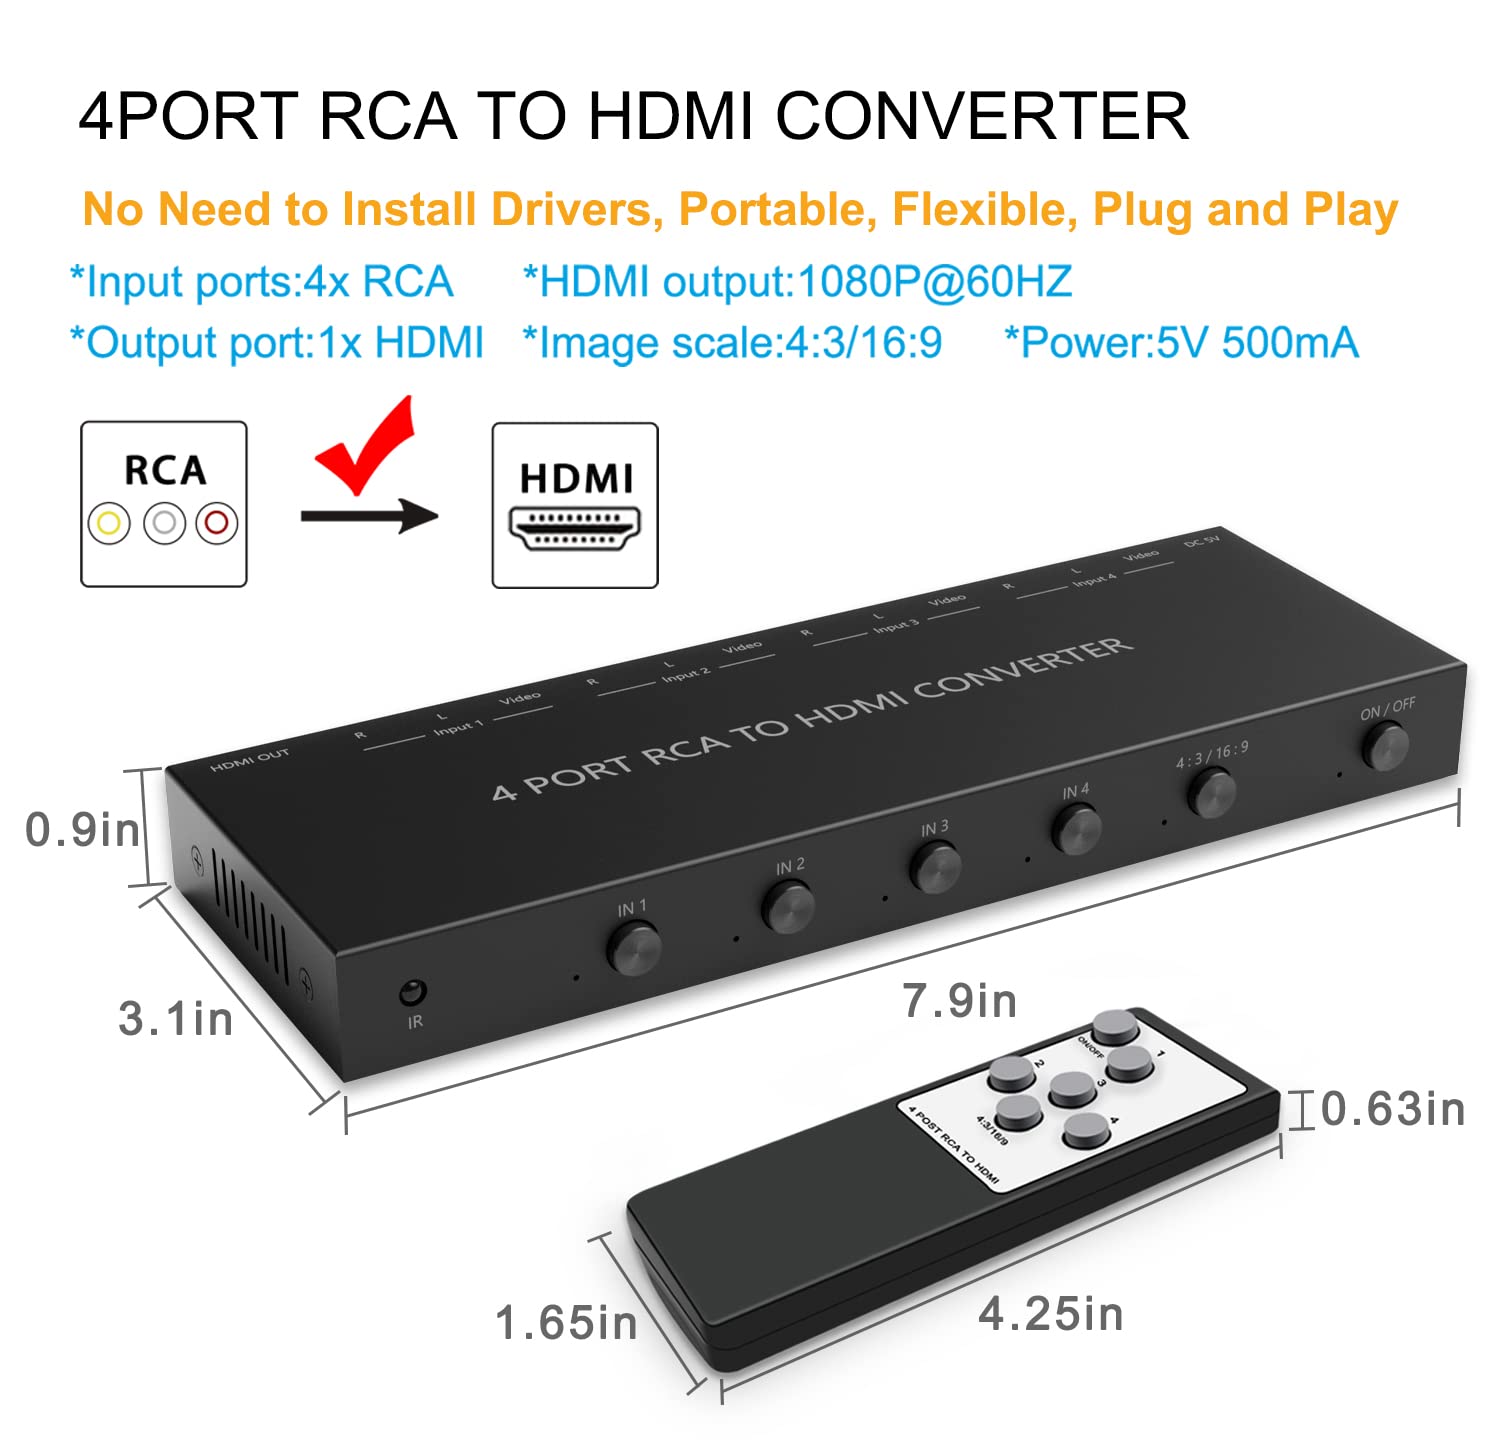 4PORT RCA TO HDMI CONVERTER
No Need to Install Drivers, Portable, Flexible, Plug and Play
*Input ports:4x RCA *HDMI output:1080P@60HZ
*Output port:1x HDMI *Image scale:4:3/16:9 *Power:5V 500mA
RCA
HDMI
HDMI OUT
R L Video
Input 1
R L Video
Input 2
R L Video
Input 3
R L Video
Input 4
DC 5V
4 PORT RCA TO HDMI CONVERTER
IR
IN 1
IN 2
IN 3
IN 4
4:3/16:9
ON / OFF
0.9in
3.1in
7.9in
ON/OFF
1
2
3
4
4:3/16/9
4 POST RCA TO HDMI
0.63in
1.65in
4.25in